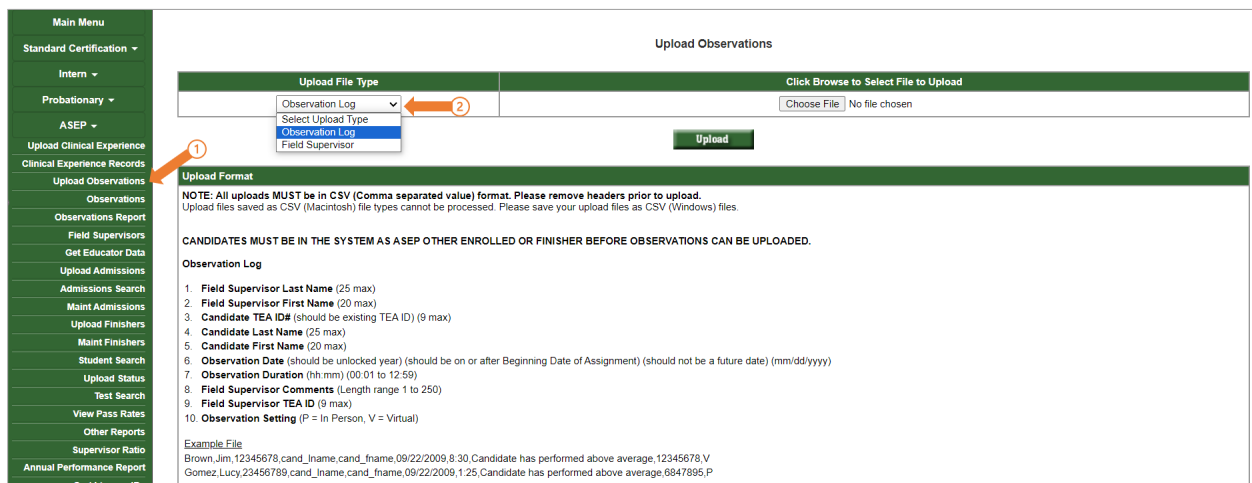 Main Menu
Standard Certification
Intern
Probationary
ASEP
Upload Clinical Experience
Clinical Experience Records
Upload Observations
Observations
Observations Report
Field Supervisors
Get Educator Data
Upload Admissions
Admissions Search
Maint Admissions
Upload Finishers
Maint Finishers
Student Search
Upload Status
Test Search
View Pass Rates
Other Reports
Supervisor Ratio
Annual Performance Report
1
Upload Observations
Upload File Type
Click Browse to Select File to Upload
Observation Log
2
Choose File No file chosen
Select Upload Type
Observation Log
Field Supervisor
Upload
Upload Format
NOTE: All uploads MUST be in CSV (Comma separated value) format. Please remove headers prior to upload.
Upload files saved as CSV (Macintosh) file types cannot be processed. Please save your upload files as CSV (Windows) files.
CANDIDATES MUST BE IN THE SYSTEM AS ASEP OTHER ENROLLED OR FINISHER BEFORE OBSERVATIONS CAN BE UPLOADED.
Observation Log
1. Field Supervisor Last Name (25 max)
2. Field Supervisor First Name (20 max)
3. Candidate TEA ID# (should be existing TEA ID) (9 max)
4. Candidate Last Name (25 max)
5. Candidate First Name (20 max)
6. Observation Date (should be unlocked year) (should be on or after Beginning Date of Assignment) (should not be a future date) (mm/dd/yyyy)
7. Observation Duration (hh:mm) (00:01 to 12:59)
8. Field Supervisor Comments (Length range 1 to 250)
9. Field Supervisor TEA ID (9 max)
10. Observation Setting (P = In Person, V = Virtual)
Example File
Brown,Jim,12345678,cand_lname,cand_fname,09/22/2009,8:30,Candidate has performed above average,12345678,V
Gomez,Lucy,23456789,cand_lname,cand_fname,09/22/2009,1:25,Candidate has performed above average,6847895,P